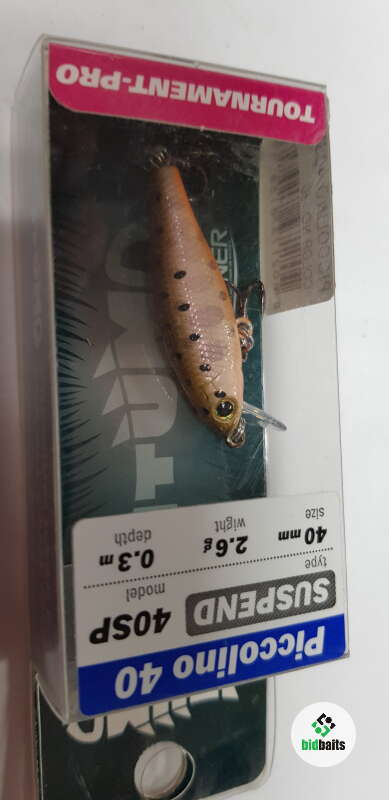 Piccolino 40
type
SUSPEND
model
40SP
size
40 mm
wight
2.6 g
depth
0.3 m
TOURNAMENT-PRO
bidbaits